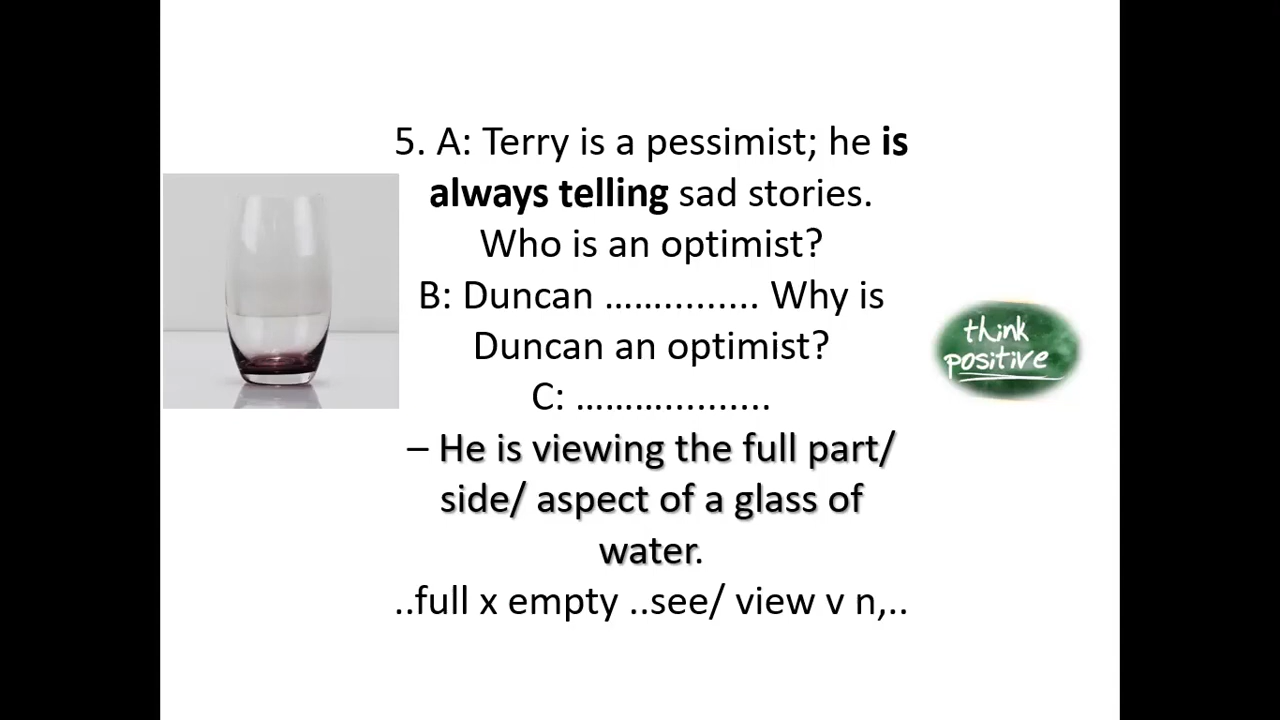 5. A: Terry is a pessimist; he is
always telling sad stories.
Who is an optimist?
B: Duncan ………....... Why is
Duncan an optimist?
C: …………..........
– He is viewing the full part/
side/ aspect of a glass of
water.
..full x empty ..see/ view v n,..
think
positive